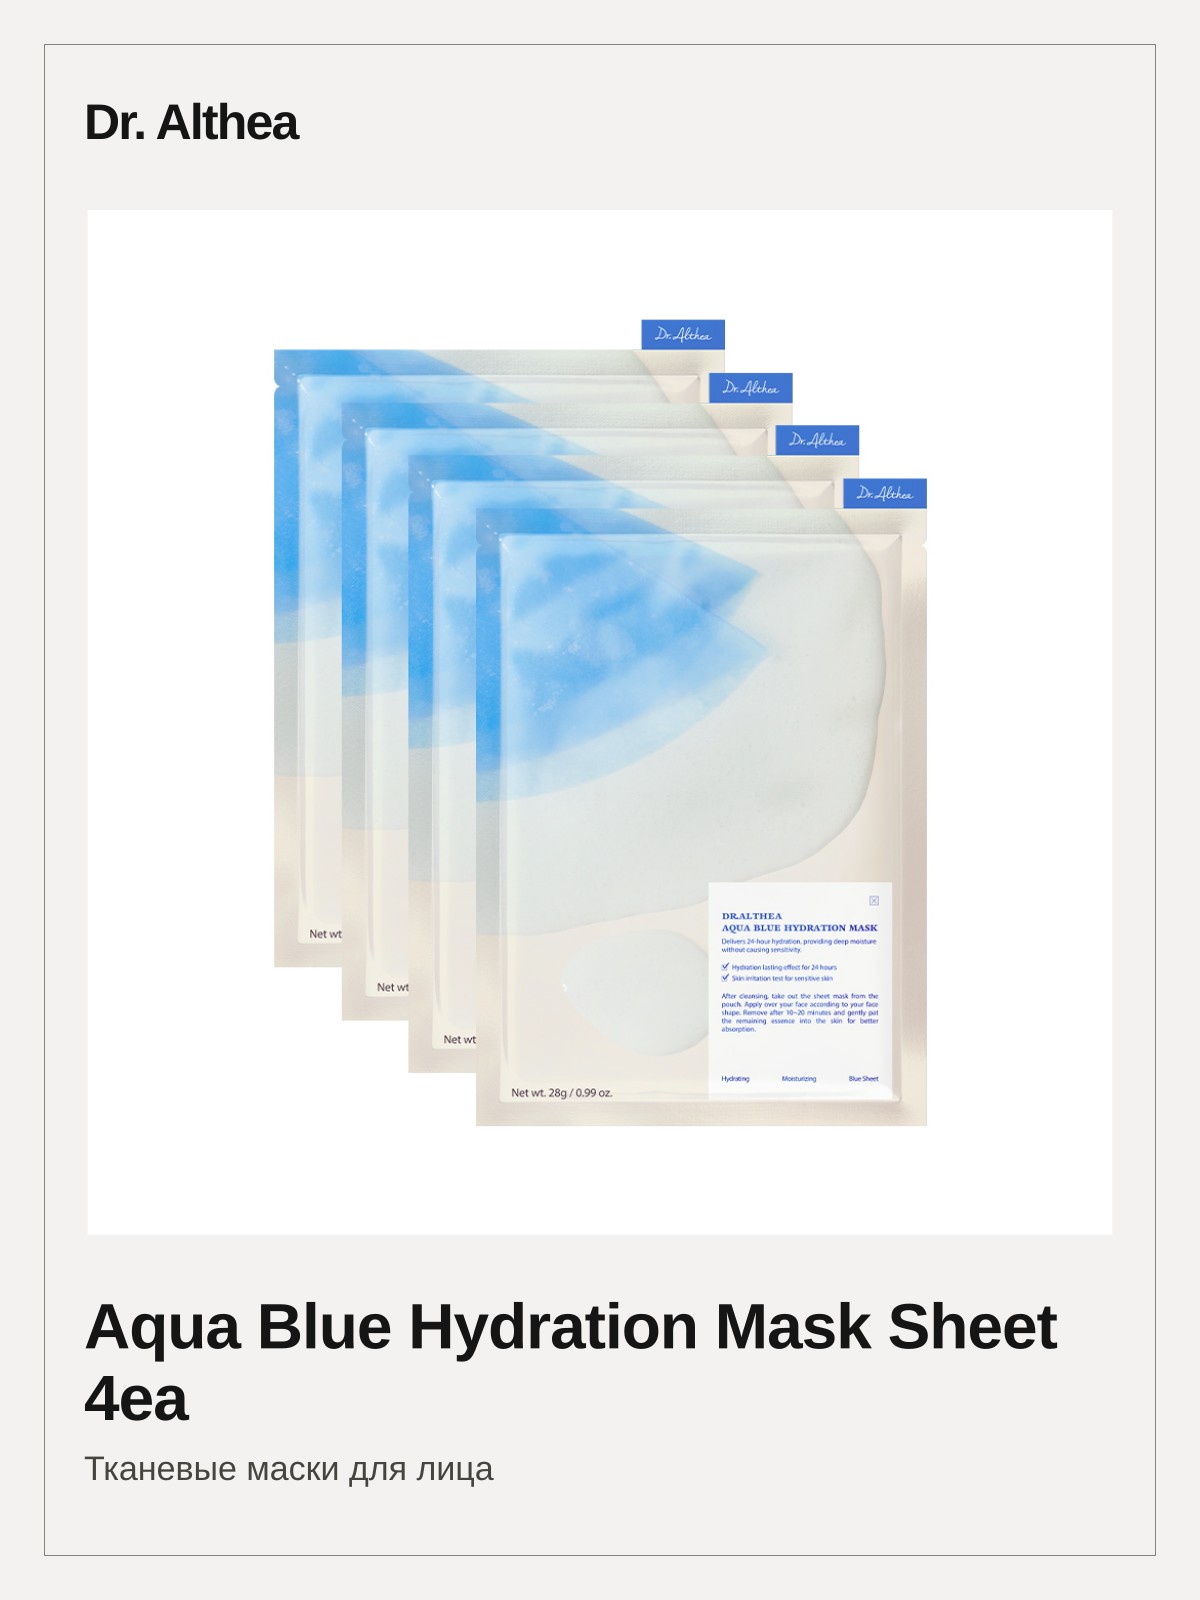 Dr. Althea
Dr. Althea
Dr. Althea
Dr. Althea
Dr. Althea
Net wt
Net wt
Net wt
Net wt. 28g / 0.99 oz.
DR.ALTHEA
AQUA BLUE HYDRATION MASK
Delivers 24-hour hydration, providing deep moisture
without causing sensitivity.
Hydration lasting effect for 24 hours
Skin irritation test for sensitive skin
After cleansing, take out the sheet mask from the
pouch. Apply over your face according to your face
shape. Remove after 10~20 minutes and gently pat
the remaining essence into the skin for better
absorption.
Hydrating Moisturizing Blue Sheet
Aqua Blue Hydration Mask Sheet
4ea
Тканевые маски для лица